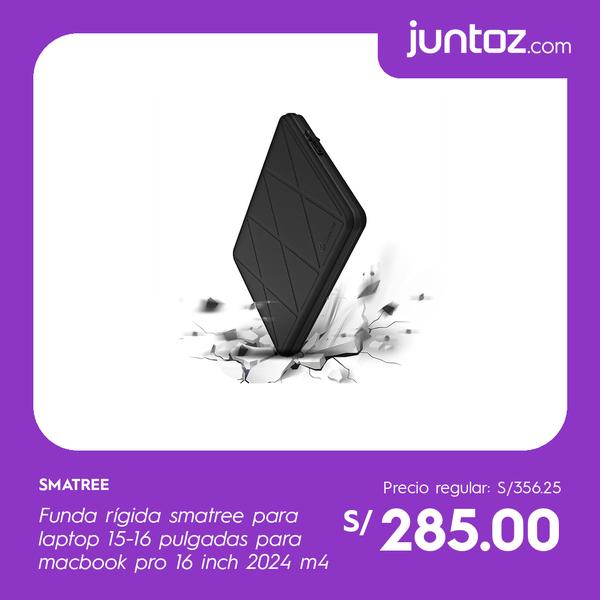 juntoz.com
SMATREE
Funda rígida smatree para
laptop 15-16 pulgadas para
macbook pro 16 inch 2024 m4
Precio regular: S/356.25
S/ 285.00